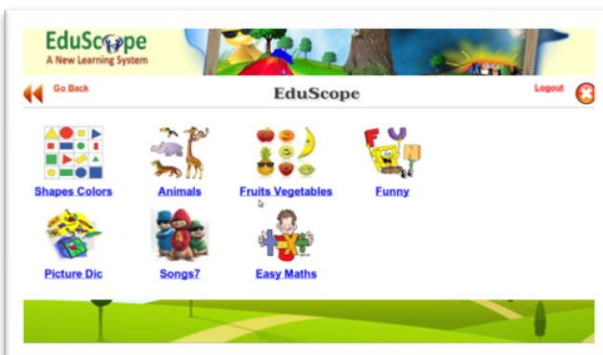 EduScope
A New Learning System
Go Back
EduScope
Logout
Shapes Colors
Animals
Fruits Vegetables
FUN
Funny
Picture Dic
Songs7
Easy Maths